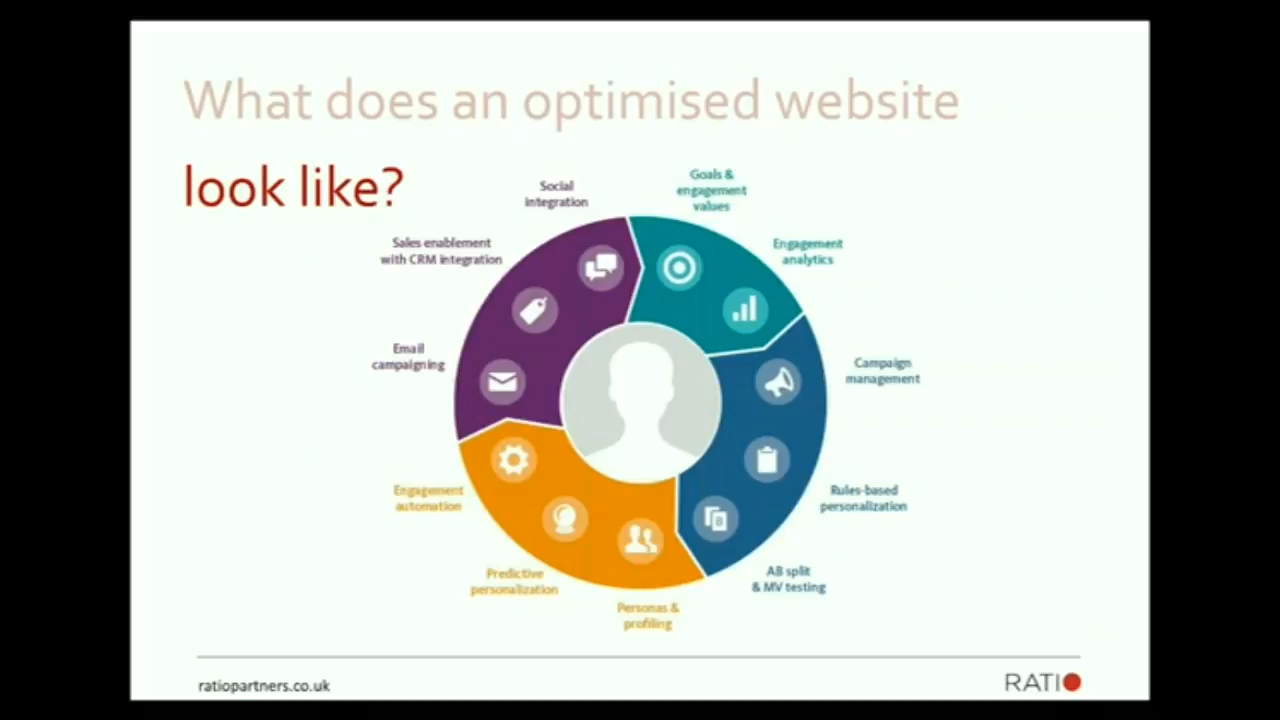 What does an optimised website
look like?
Social
integration
Goals &
engagement
values
Sales enablement
with CRM integration
Engagement
analytics
Email
campaigning
Campaign
management
Engagement
automation
Rules-based
personalization
Predictive
personalization
AB split
& MV testing
Personas &
profiling
ratiopartners.co.uk
RATIO